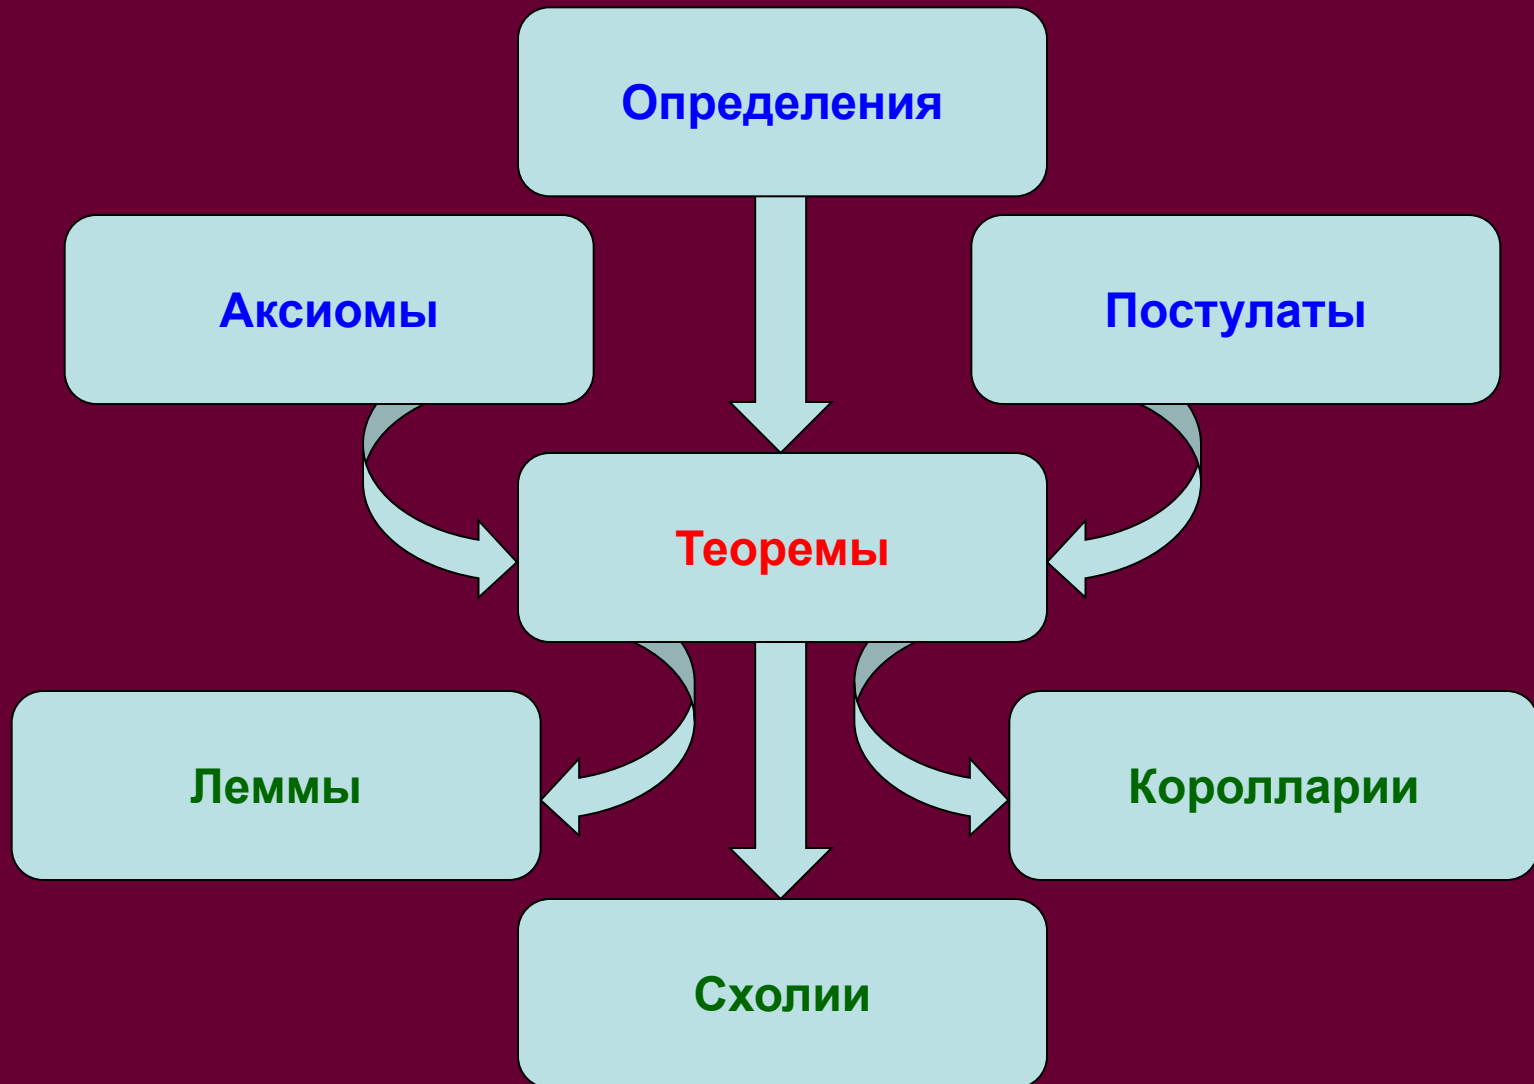 Определения
Аксиомы
Постулаты
Теоремы
Леммы
Королларии
Схолии